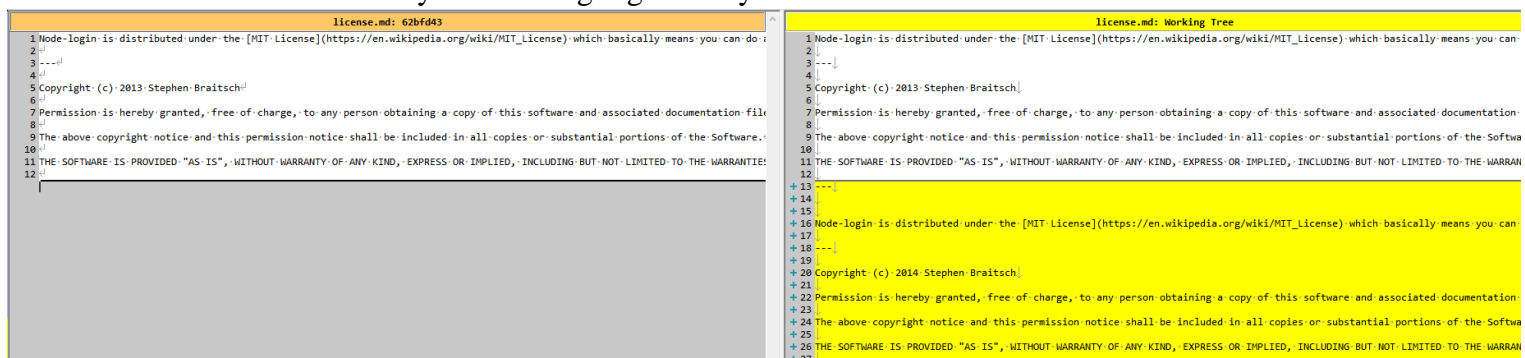 license.md: 62bfd43
1 Node-login·is·distributed·under·the·[MIT·License](https://en.wikipedia.org/wiki/MIT_License)·which·basically·means·you·can·do·
2
3 ---
4
5 Copyright·(c)·2013·Stephen·Braitsch
6
7 Permission·is·hereby·granted,·free·of·charge,·to·any·person·obtaining·a·copy·of·this·software·and·associated·documentation·
8
9 The·above·copyright·notice·and·this·permission·notice·shall·be·included·in·all·copies·or·substantial·portions·of·the·Software.
10
11 THE·SOFTWARE·IS·PROVIDED·"AS·IS",·WITHOUT·WARRANTY·OF·ANY·KIND,·EXPRESS·OR·IMPLIED,·INCLUDING·BUT·NOT·LIMITED·TO·THE·WARRANTIES
12
license.md: Working Tree
1 Node-login·is·distributed·under·the·[MIT·License](https://en.wikipedia.org/wiki/MIT_License)·which·basically·means·you·can·
2
3 ---
4
5 Copyright·(c)·2013·Stephen·Braitsch
6
7 Permission·is·hereby·granted,·free·of·charge,·to·any·person·obtaining·a·copy·of·this·software·and·associated·documentation·
8
9 The·above·copyright·notice·and·this·permission·notice·shall·be·included·in·all·copies·or·substantial·portions·of·the·Softwa
10
11 THE·SOFTWARE·IS·PROVIDED·"AS·IS",·WITHOUT·WARRANTY·OF·ANY·KIND,·EXPRESS·OR·IMPLIED,·INCLUDING·BUT·NOT·LIMITED·TO·THE·WARRAN
12
+ 13 ---
+ 14
+ 15
+ 16 Node-login·is·distributed·under·the·[MIT·License](https://en.wikipedia.org/wiki/MIT_License)·which·basically·means·you·can·
+ 17
+ 18 ---
+ 19
+ 20 Copyright·(c)·2014·Stephen·Braitsch
+ 21
+ 22 Permission·is·hereby·granted,·free·of·charge,·to·any·person·obtaining·a·copy·of·this·software·and·associated·documentation·
+ 23
+ 24 The·above·copyright·notice·and·this·permission·notice·shall·be·included·in·all·copies·or·substantial·portions·of·the·Softwa
+ 25
+ 26 THE·SOFTWARE·IS·PROVIDED·"AS·IS",·WITHOUT·WARRANTY·OF·ANY·KIND,·EXPRESS·OR·IMPLIED,·INCLUDING·BUT·NOT·LIMITED·TO·THE·WARRAN